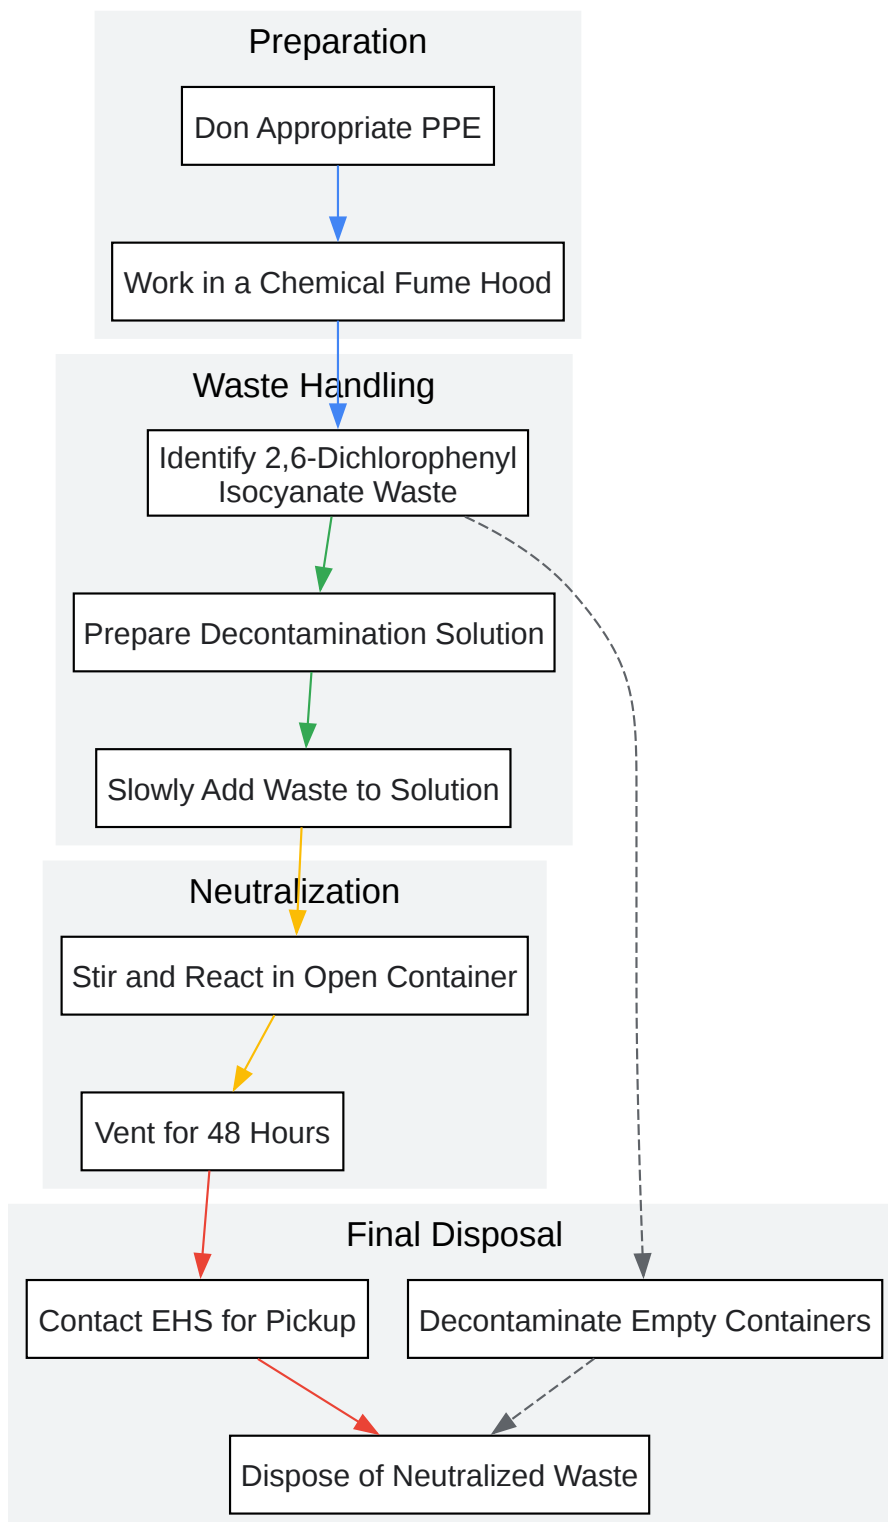 Preparation
Don Appropriate PPE
Work in a Chemical Fume Hood
Waste Handling
Identify 2,6-Dichlorophenyl
Isocyanate Waste
Prepare Decontamination Solution
Slowly Add Waste to Solution
Neutralization
Stir and React in Open Container
Vent for 48 Hours
Final Disposal
Contact EHS for Pickup
Decontaminate Empty Containers
Dispose of Neutralized Waste